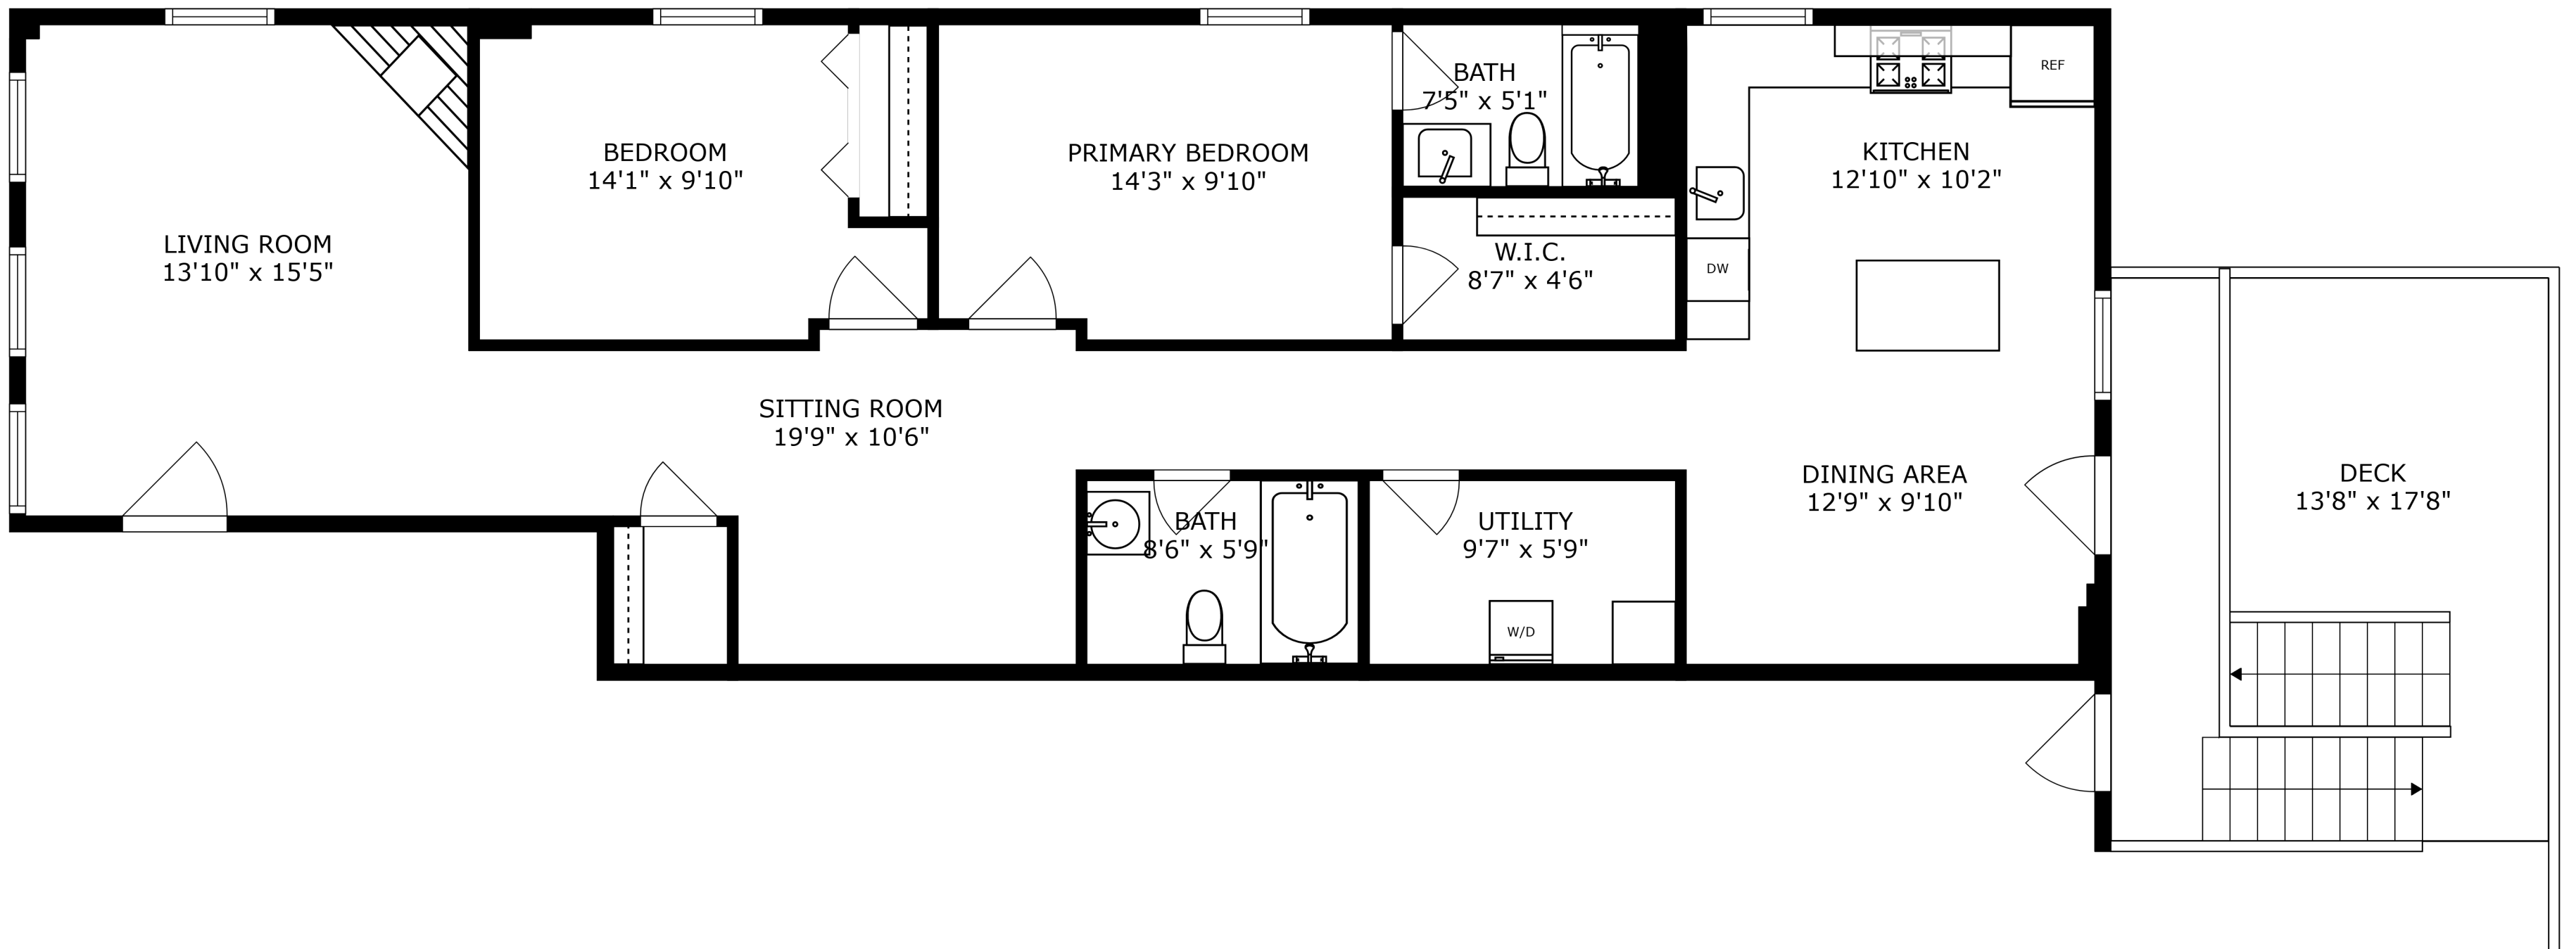 LIVING ROOM
13'10" x 15'5"
BEDROOM
14'1" x 9'10"
PRIMARY BEDROOM
14'3" x 9'10"
BATH
7'5" x 5'1"
W.I.C.
8'7" x 4'6"
REF
KITCHEN
12'10" x 10'2"
DW
SITTING ROOM
19'9" x 10'6"
BATH
8'6" x 5'9"
UTILITY
9'7" x 5'9"
W/D
DINING AREA
12'9" x 9'10"
DECK
13'8" x 17'8"